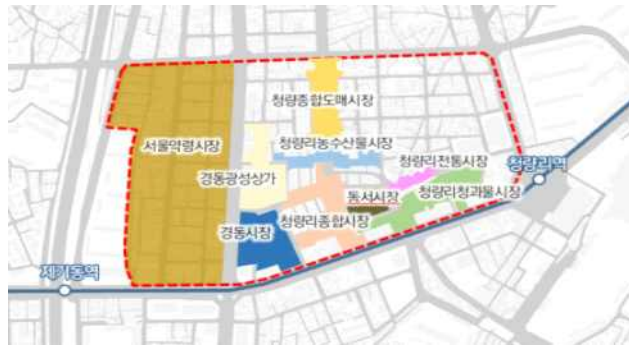 청량종합도매시장
서울약령시장
청량리농수산물시장
청량리전통시장
청량리역
경동광성상가
동서시장
청량리청과물시장
경동시장
청량리종합시장
제기동역